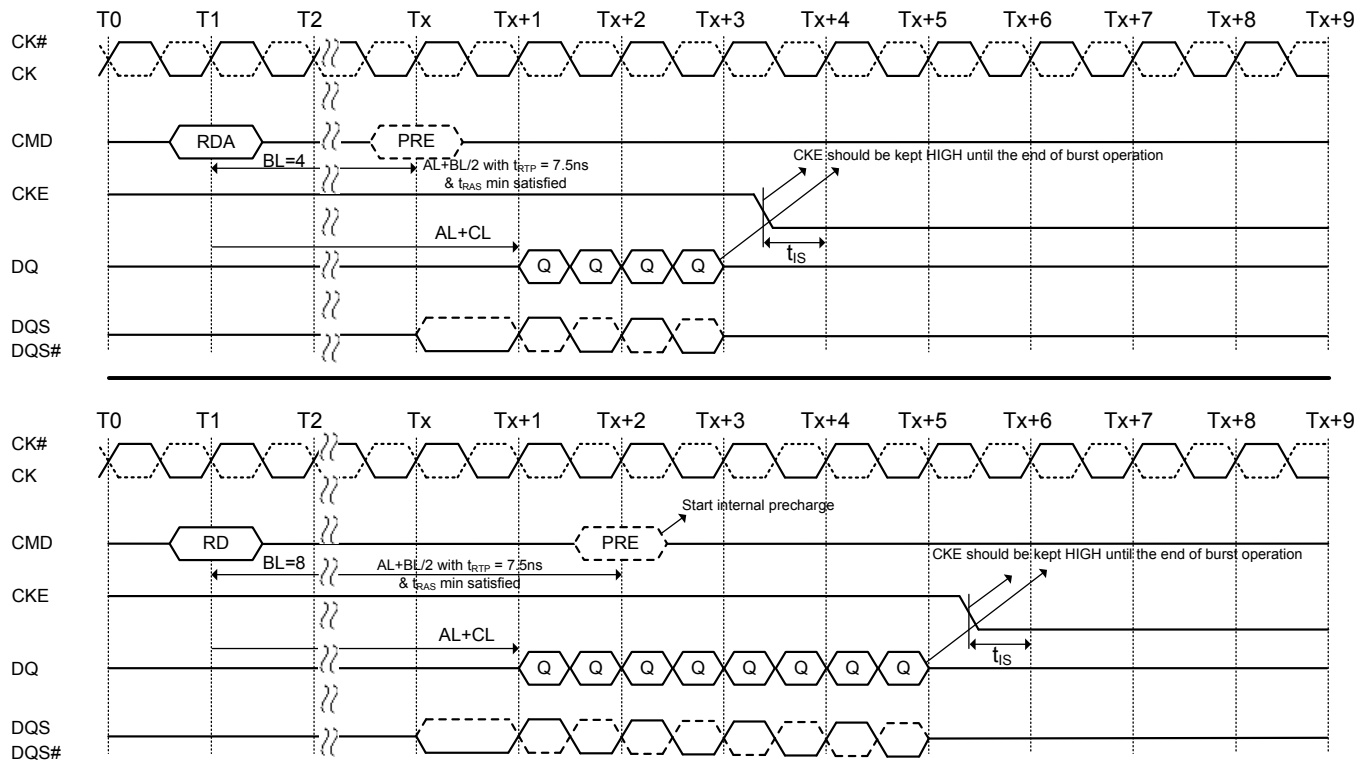 T0 T1 T2 Tx Tx+1 Tx+2 Tx+3 Tx+4 Tx+5 Tx+6 Tx+7 Tx+8 Tx+9
CK#
CK
CMD RDA PRE
BL=4 AL+BL/2 with tRTP = 7.5ns
& tRAS min satisfied
CKE should be kept HIGH until the end of burst operation
CKE
AL+CL tIS
DQ Q Q Q Q
DQS
DQS#
T0 T1 T2 Tx Tx+1 Tx+2 Tx+3 Tx+4 Tx+5 Tx+6 Tx+7 Tx+8 Tx+9
CK#
CK
Start internal precharge
CMD RD PRE
CKE should be kept HIGH until the end of burst operation
BL=8 AL+BL/2 with tRTP = 7.5ns
& tRAS min satisfied
CKE
AL+CL tIS
DQ Q Q Q Q Q Q Q Q
DQS
DQS#